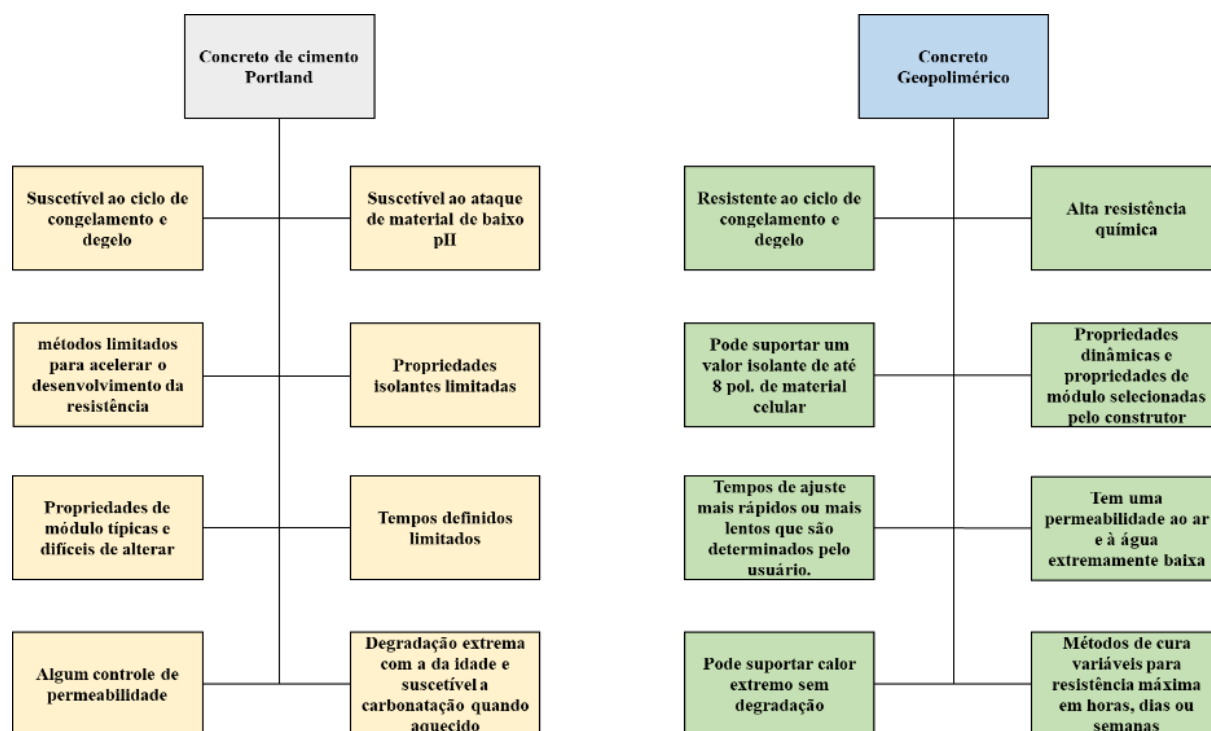 Concreto de cimento
Portland
Concreto
Geopolimérico
Suscetível ao ciclo de
congelamento e
degelo
Suscetível ao ataque
de material de baixo
pII
Resistente ao ciclo de
congelamento e
degelo
Alta resistência
química
métodos limitados
para acelerar o
desenvolvimento da
resistência
Propriedades
isolantes limitadas
Pode suportar um
valor isolante de até
8 pol. de material
celular
Propriedades
dinâmicas e
propriedades de
módulo selecionadas
pelo construtor
Propriedades de
módulo típicas e
difíceis de alterar
Tempos definidos
limitados
Tempos de ajuste
mais rápidos ou mais
lentos que são
determinados pelo
usuário.
Tem uma
permeabilidade ao ar
e à água
extremamente baixa
Algum controle de
permeabilidade
Degradação extrema
com a da idade e
suscetível a
carbonatação quando
aquecido
Pode suportar calor
extremo sem
degradação
Métodos de cura
variáveis para
resistência máxima
em horas, dias ou
semanas